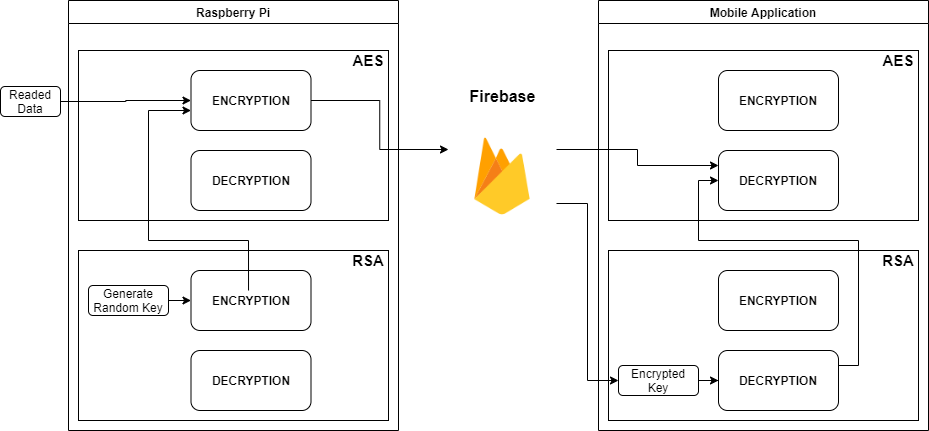 Raspberry Pi
AES
Readed
Data
ENCRYPTION
DECRYPTION
RSA
Generate
Random Key
ENCRYPTION
DECRYPTION
Firebase
Mobile Application
AES
ENCRYPTION
DECRYPTION
RSA
ENCRYPTION
Encrypted
Key
DECRYPTION